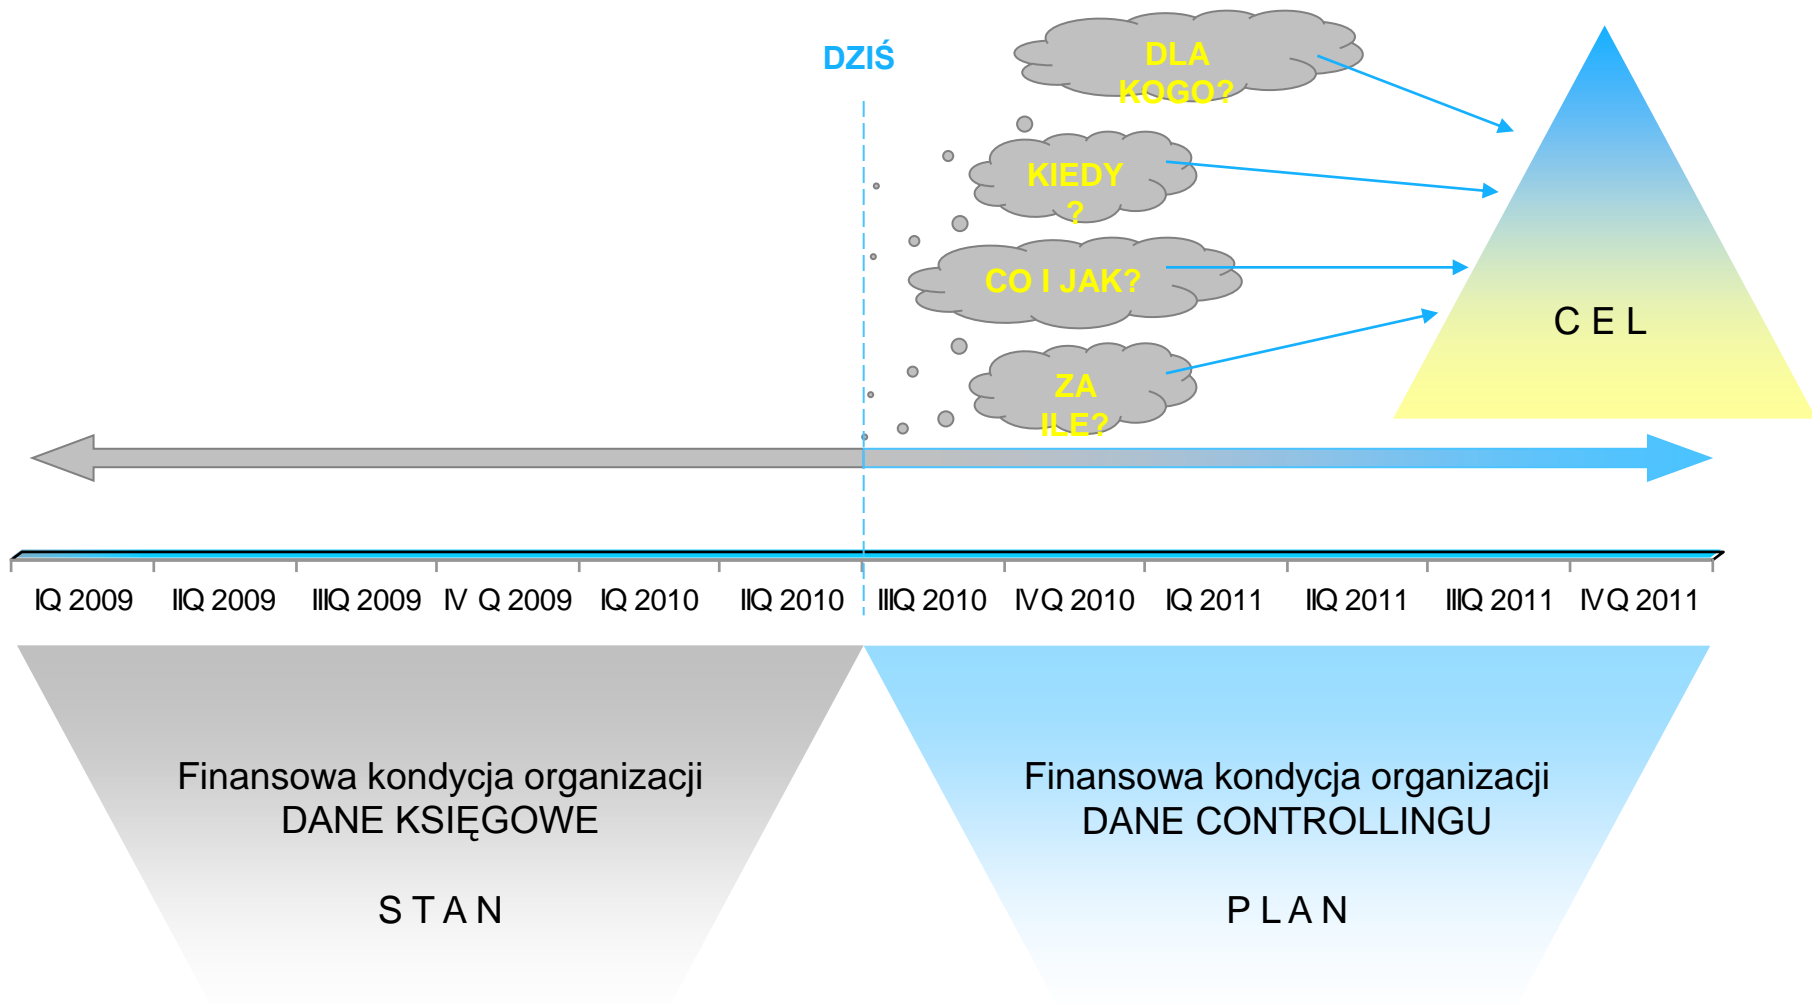 DZIŚ
DLA
KOGO?
KIEDY
?
CO I JAK?
ZA
ILE?
C E L
IQ 2009
IIQ 2009
IIIQ 2009
IV Q 2009
IQ 2010
IIQ 2010
IIIQ 2010
IVQ 2010
IQ 2011
IIQ 2011
IIIQ 2011
IVQ 2011
Finansowa kondycja organizacji
DANE KSIĘGOWE
S T A N
Finansowa kondycja organizacji
DANE CONTROLLINGU
P L A N